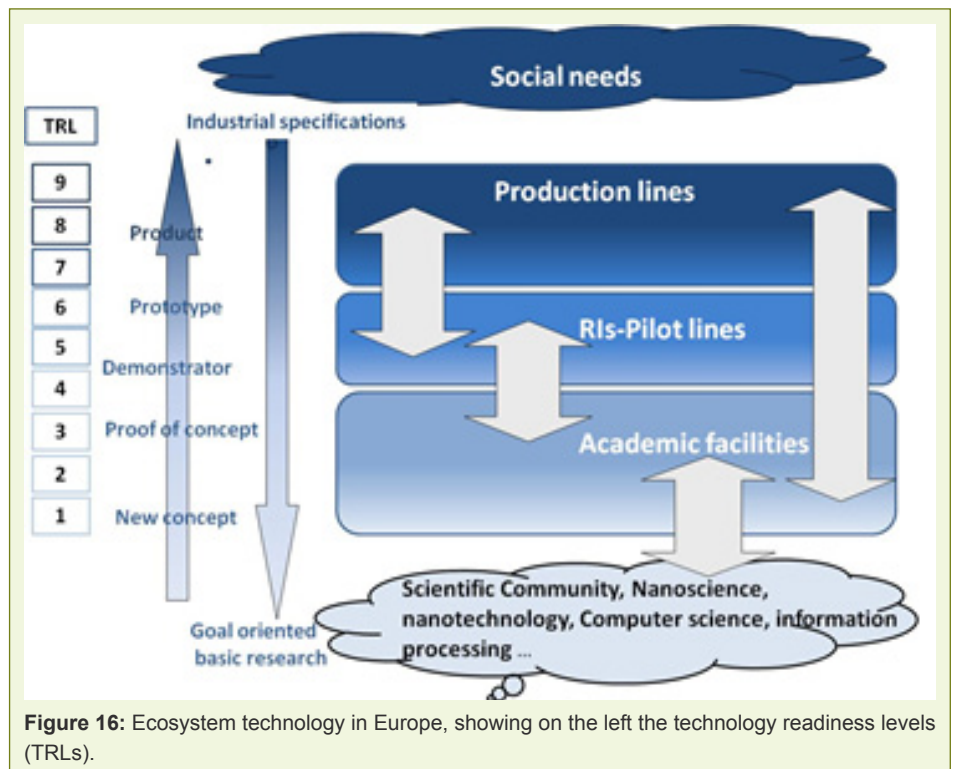 Social needs
TRL
Industrial specifications
9
Production lines
8
Product
7
6
Prototype
RIs-Pilot lines
5
Demonstrator
4
3
Proof of concept
Academic facilities
2
1
New concept
Scientific Community, Nanoscience,
nanotechnology, Computer science, information
processing ...
Goal oriented
basic research
Figure 16: Ecosystem technology in Europe, showing on the left the technology readiness levels
(TRLs).